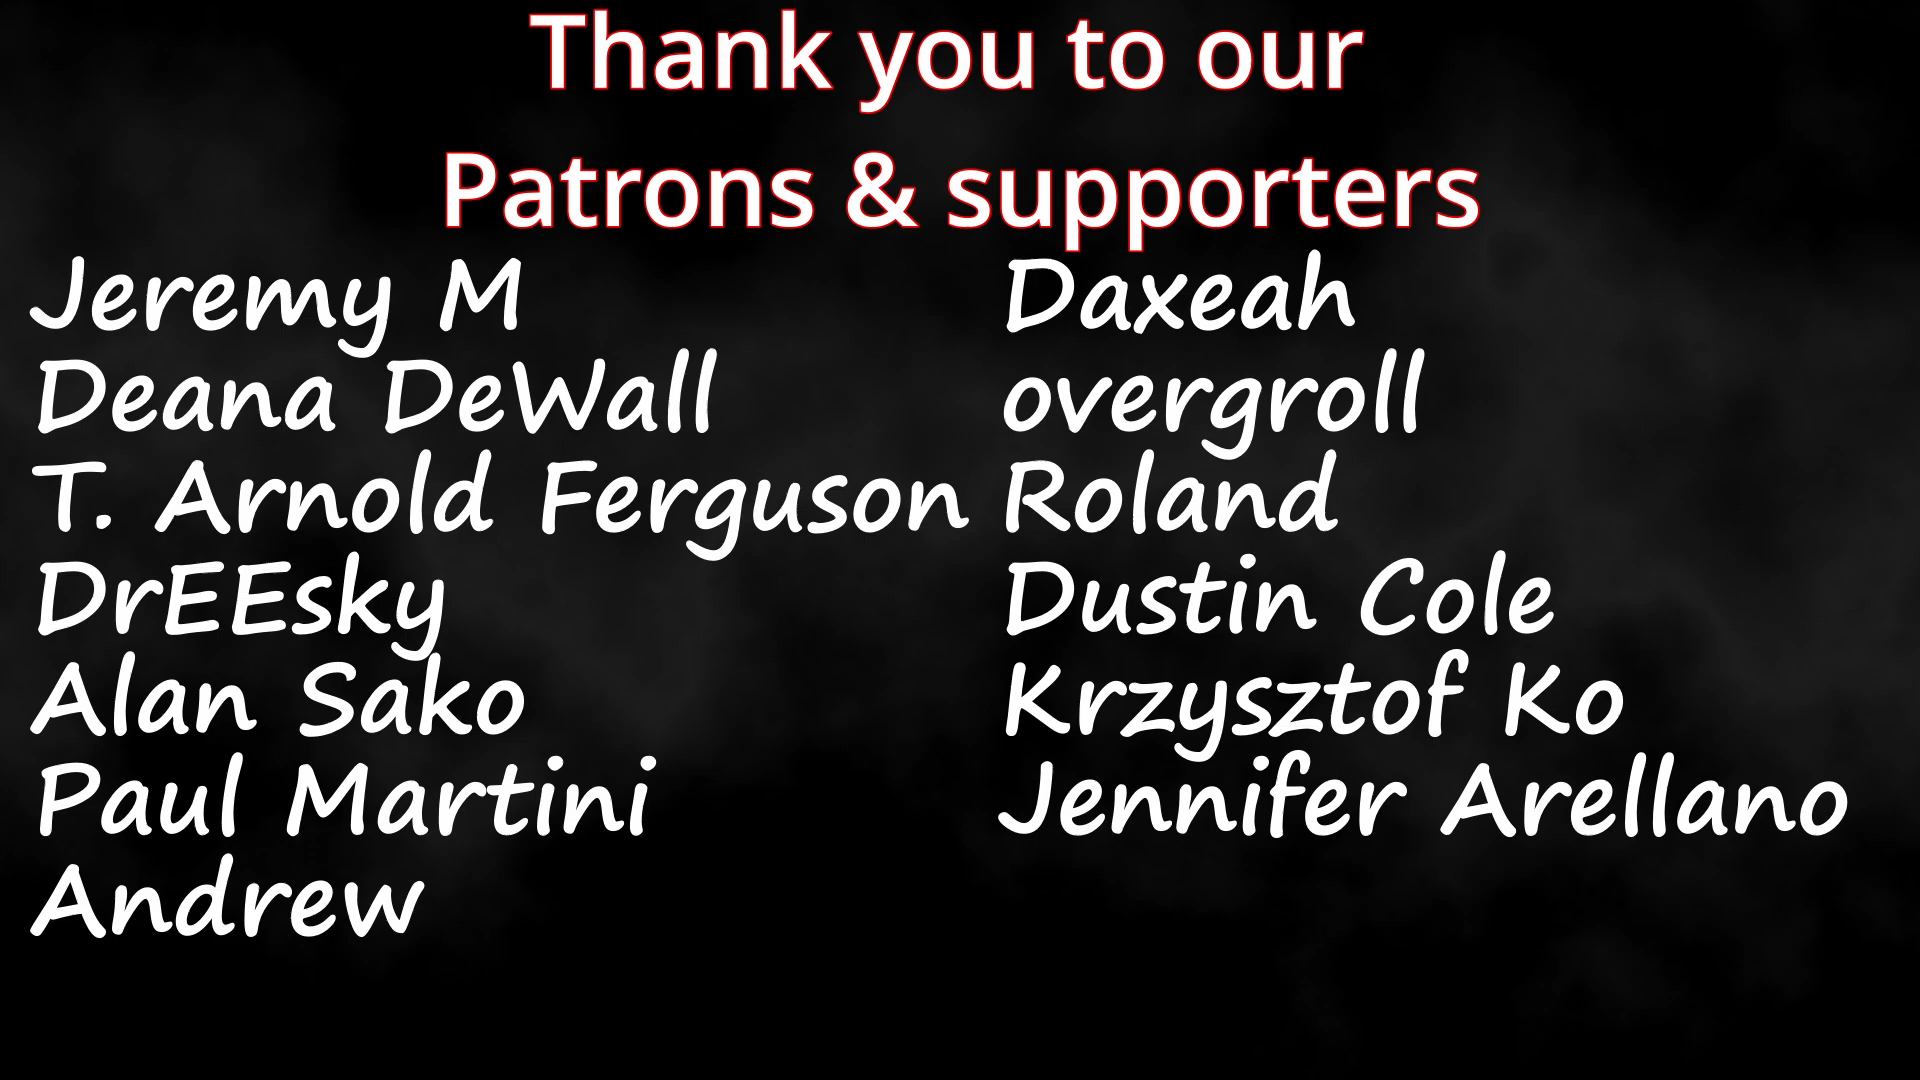 Thank you to our
Patrons & supporters
Jeremy M
Deana DeWall
T. Arnold Ferguson
DrEEsky
Alan Sako
Paul Martini
Andrew
Daxeah
overgroll
Roland
Dustin Cole
Krzysztof Ko
Jennifer Arellano